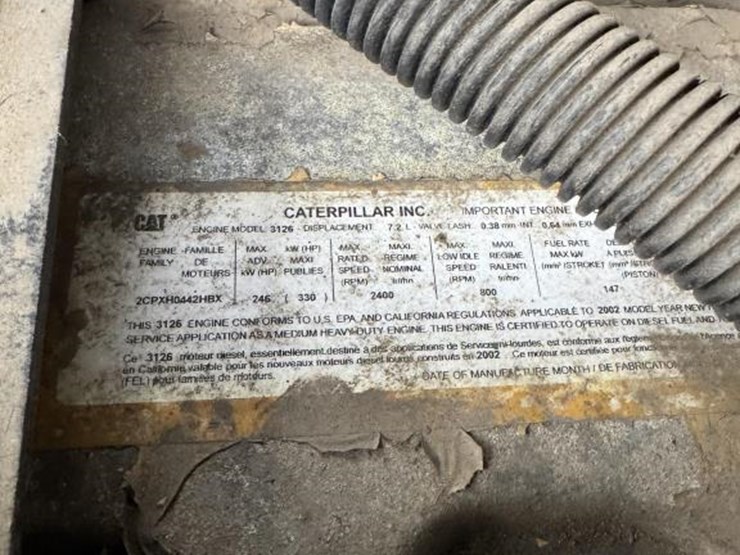 CAT®
CATERPILLAR INC. IMPORTANT ENGINE
ENGINE MODEL 3126 DISPLACEMENT 7.2 L VALVE LASH 0.38 mm INT 0.64 mm EXH
ENGINE FAMILLE MAX. kW (HP) MAX. MAXI. MAX. MAXI. FUEL RATE
FAMILY DE ADV. MAXI RATED REGIME LOW IDLE REGIME MAX kW
MOTEURS kW (HP) PUBLIES SPEED NOMINAL SPEED RALENTI (mm³/STROKE)
(RPM) tr/mn (RPM) tr/mn (PISTON)
2CPXH0442HBX 246 ( 330 ) 2400 800 147
THIS 3126 ENGINE CONFORMS TO U.S. EPA, AND CALIFORNIA REGULATIONS APPLICABLE TO 2002 MODEL YEAR NEW
SERVICE APPLICATION AS A MEDIUM HEAVY DUTY ENGINE. THIS ENGINE IS CERTIFIED TO OPERATE ON DIESEL FUEL AND
Ce 3126 moteur diesel, essentiellement destine a des applications de Service mi-lourdes, est conforme aux
en Californie valable pour les nouveaux moteurs diesel lourds construits en 2002 . Ce moteur est certifiee pour
(FEL) pour familles de moteurs.
DATE OF MANUFACTURE MONTH / DE FABRICATION